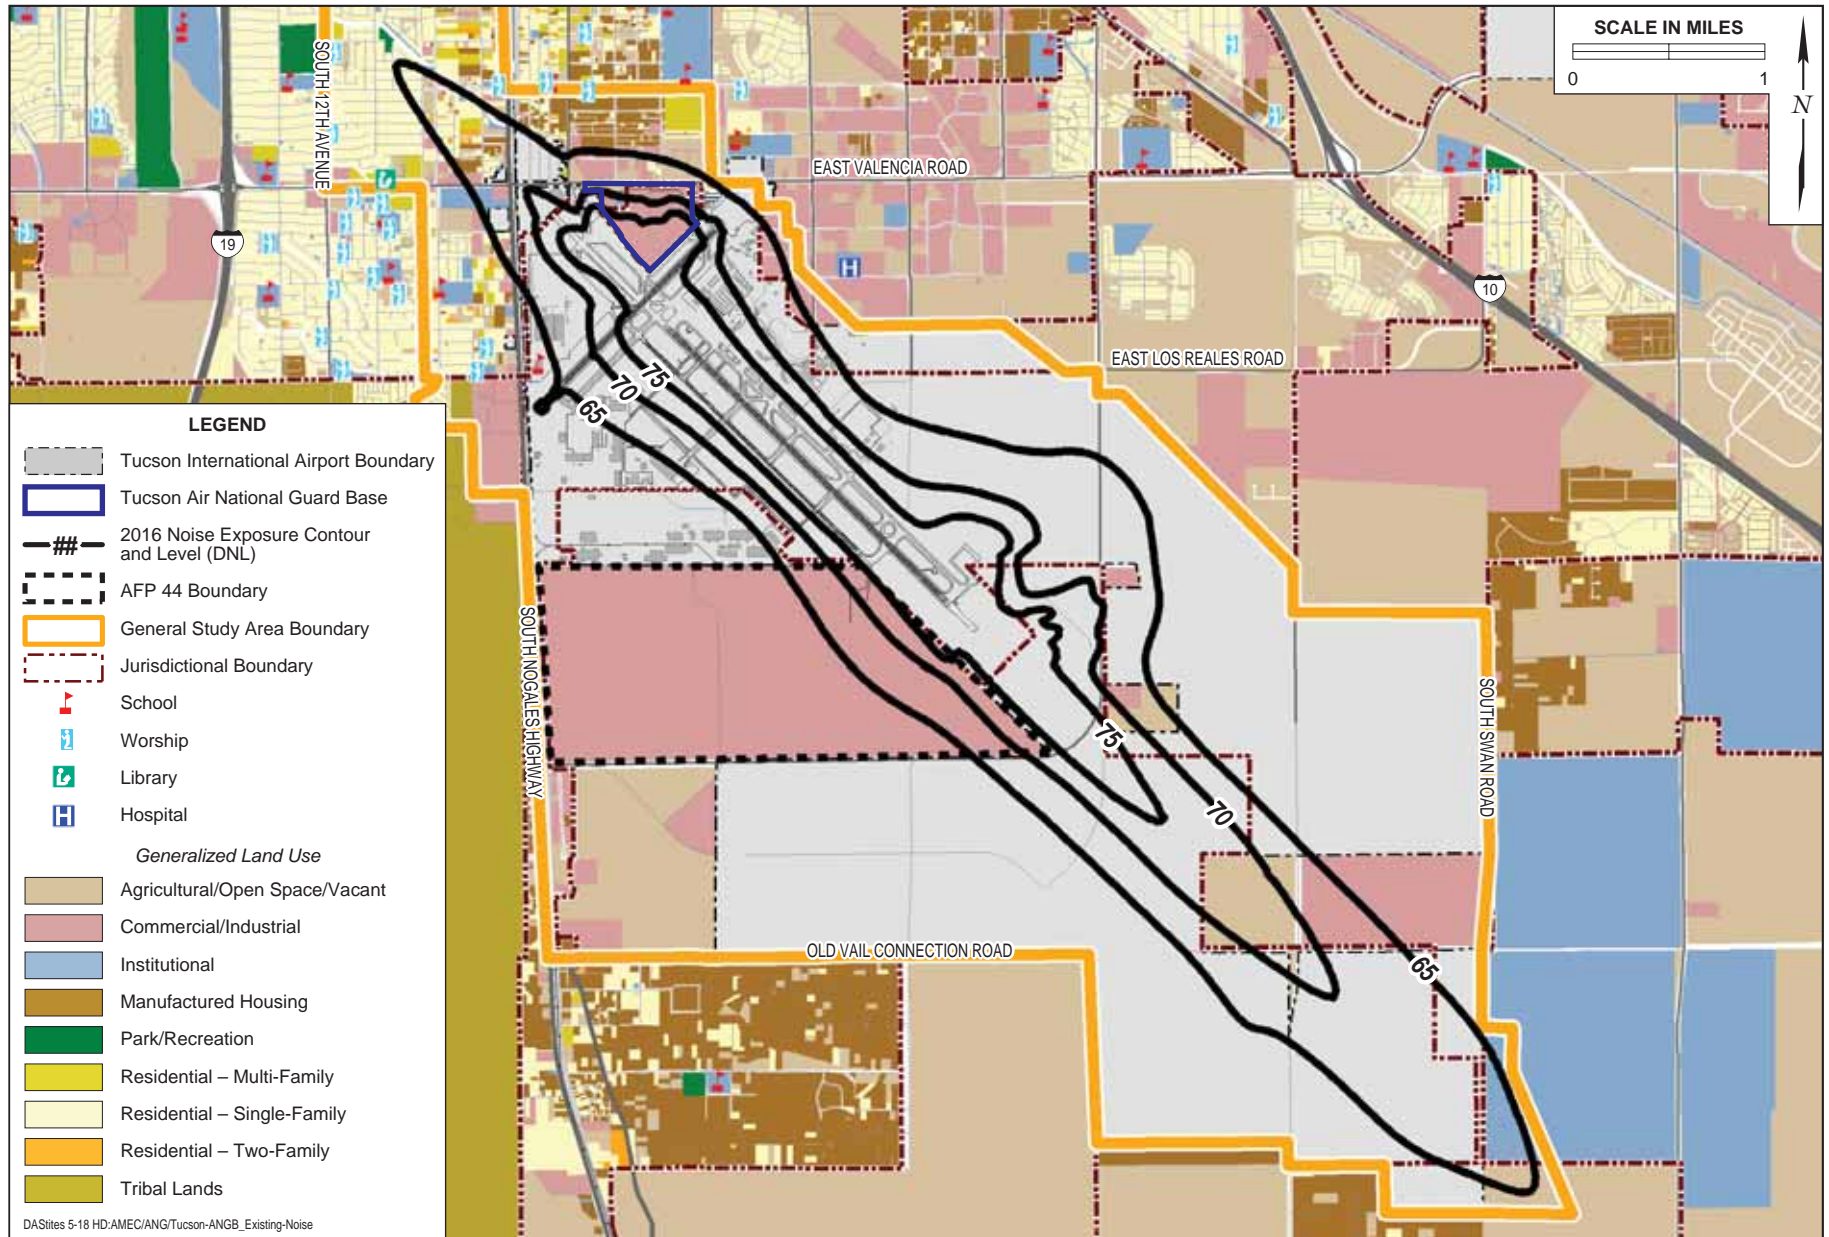 SCALE IN MILES
0 1
N
SOUTH 12TH AVENUE
EAST VALENCIA ROAD
19
H
10
EAST LOS REALES ROAD
75
70
65
LEGEND
Tucson International Airport Boundary
Tucson Air National Guard Base
## 2016 Noise Exposure Contour
and Level (DNL)
AFP 44 Boundary
General Study Area Boundary
Jurisdictional Boundary
School
Worship
Library
H Hospital
Generalized Land Use
Agricultural/Open Space/Vacant
Commercial/Industrial
Institutional
Manufactured Housing
Park/Recreation
Residential – Multi-Family
Residential – Single-Family
Residential – Two-Family
Tribal Lands
DAStites 5-18 HD:AMEC/ANG/Tucson-ANGB_Existing-Noise
SOUTH NOGALES HIGHWAY
SOUTH SWAN ROAD
75
70
65
OLD VAIL CONNECTION ROAD